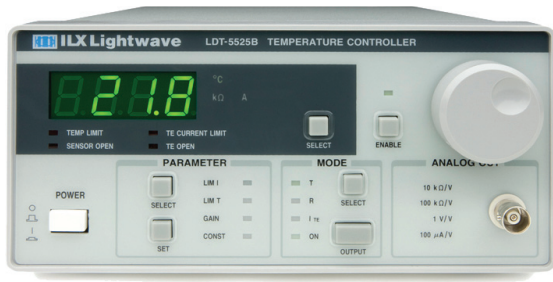 ILX Lightwave LDT-5525B TEMPERATURE CONTROLLER
21.8
°C
kΩ A
TEMP LIMIT TE CURRENT LIMIT
SENSOR OPEN TE OPEN
SELECT
ENABLE
POWER
PARAMETER
SELECT
SET
LIM I
LIM T
GAIN
CONST
MODE
T
R
I TE
ON
SELECT
OUTPUT
ANALOG OUT
10 kΩ/V
100 kΩ/V
1 V/V
100 µA/V